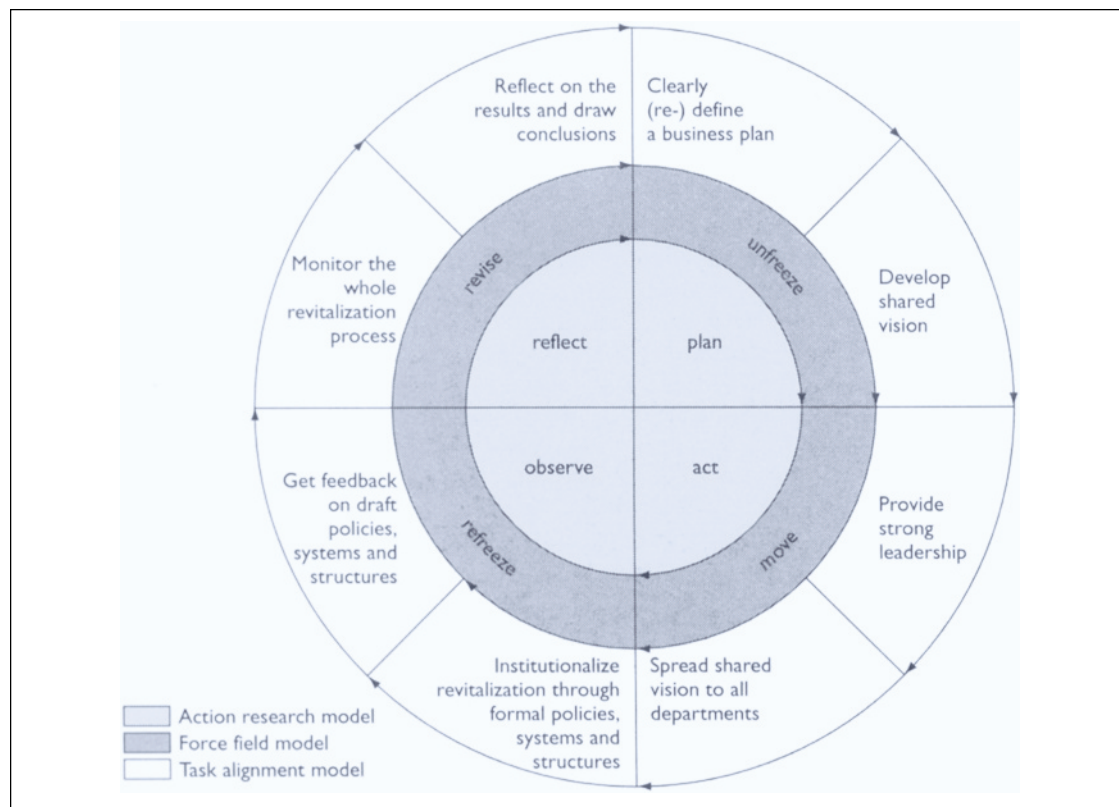 Reflect on the
results and draw
conclusions
Clearly
(re-) define
a business plan
Monitor the
whole
revitalization
process
revise
unfreeze
Develop
shared
vision
reflect
plan
observe
act
Get feedback
on draft
policies,
systems and
structures
refreeze
move
Provide
strong
leadership
Institutionalize
revitalization through
formal policies,
systems and
structures
Spread shared
vision to all
departments
Action research model
Force field model
Task alignment model